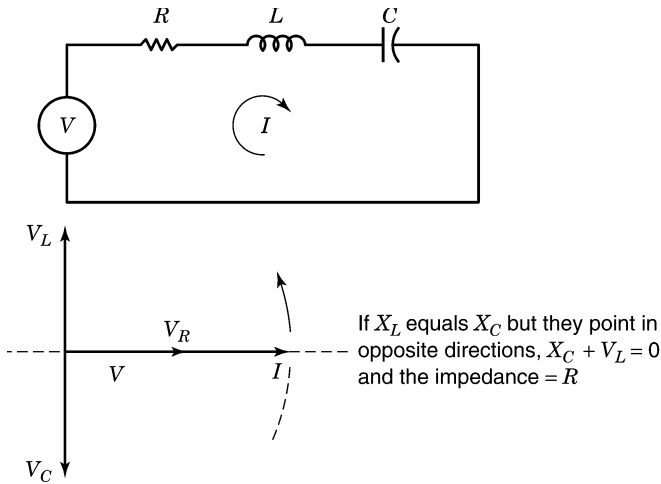 R L C
V I
V_L
V_R
V I
V_C
If X_L equals X_C but they point in
opposite directions, X_C + V_L = 0
and the impedance = R